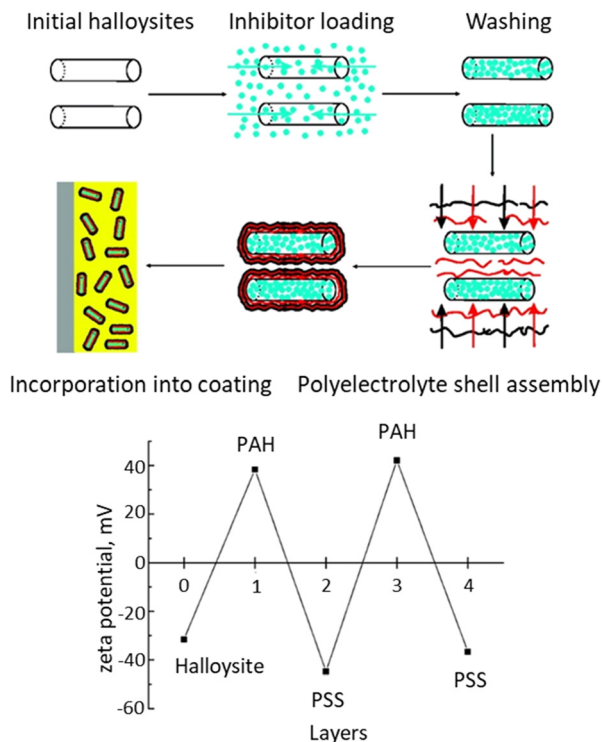 Initial halloysites
Inhibitor loading
Washing
Incorporation into coating
Polyelectrolyte shell assembly
zeta potential, mV
40
20
0
-20
-40
-60
0
1
2
3
4
PAH
PAH
Halloysite
PSS
PSS
Layers